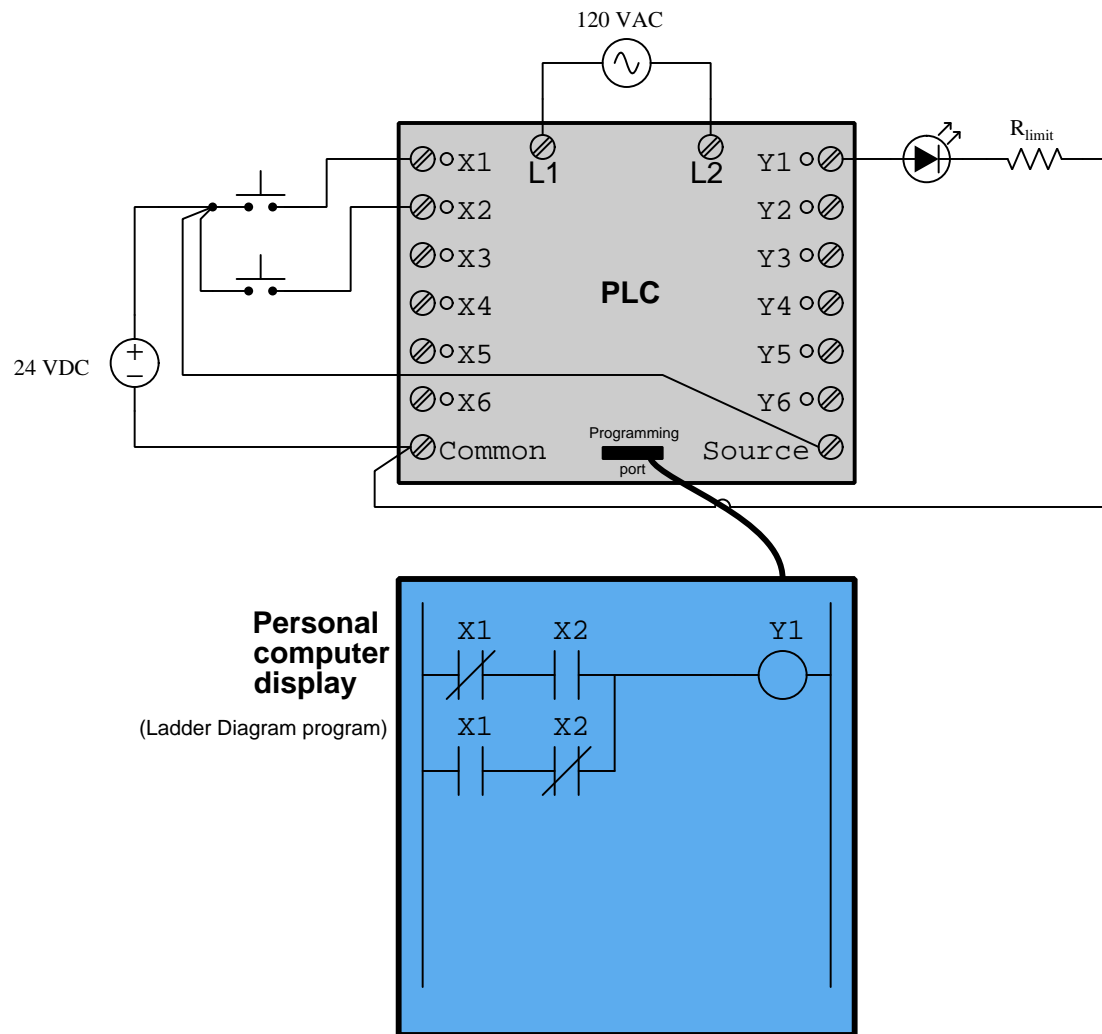 120 VAC
L1 L2
X1 Y1
R limit
X2 Y2
X3 Y3
PLC
X4 Y4
24 VDC
X5 Y5
X6 Y6
Common
Programming
port
Source
Personal
computer
display
(Ladder Diagram program)
X1 X2 Y1
X1 X2